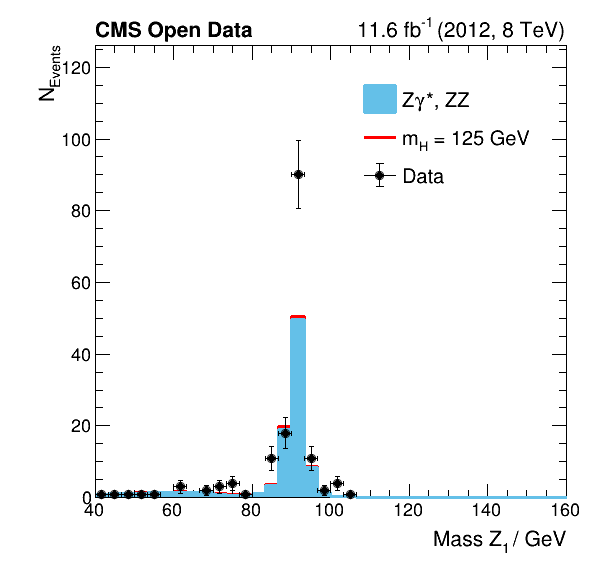 CMS Open Data 11.6 fb⁻¹ (2012, 8 TeV)
N_Events
120
100
80
60
40
20
0
Zγ*, ZZ
m_H = 125 GeV
Data
40 60 80 100 120 140 160
Mass Z₁ / GeV